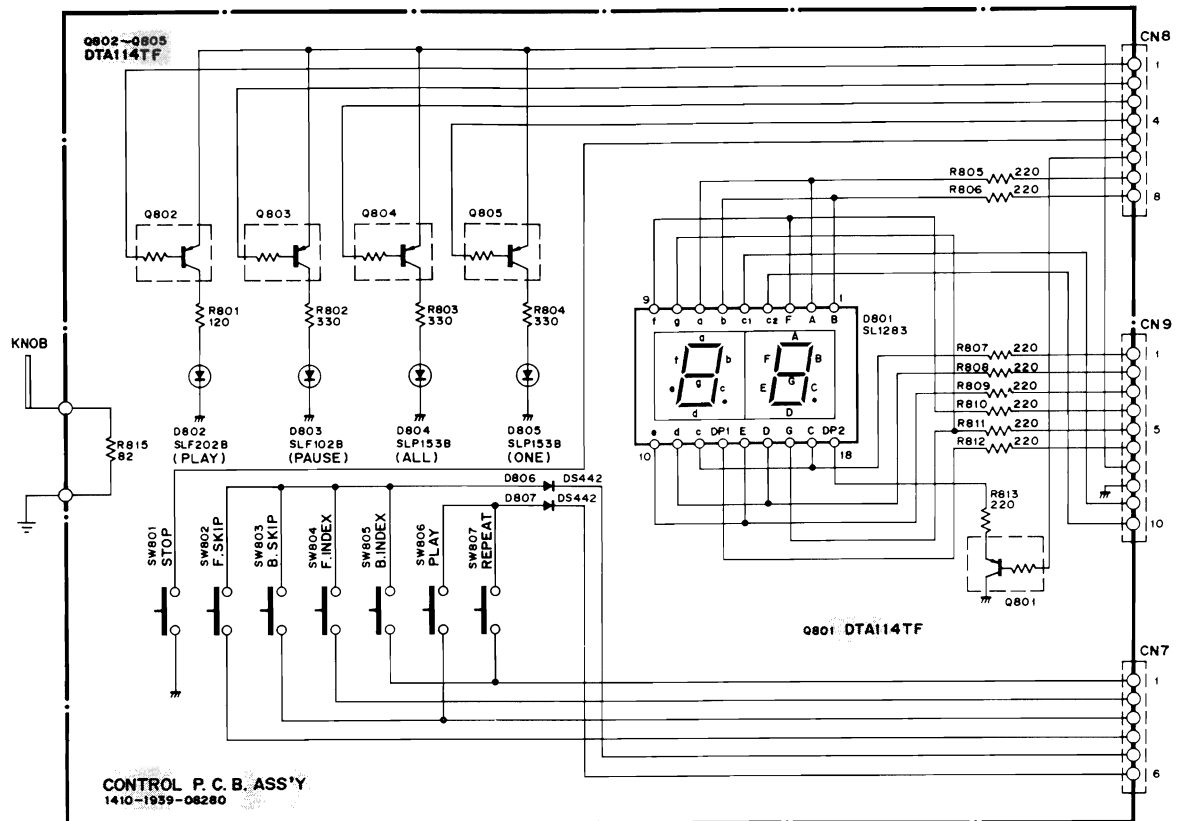 Q802~Q805
DTA114TF
CN8
1
4
8
R805 220
R806 220
Q802
Q803
Q804
Q805
R801
120
R802
330
R803
330
R804
330
9
1
f g a b c1 c2 F A B
D801
SL1283
a
f b
g
e c
d
A
F B
G
E C
D
e d c DP1 E D G C DP2
10
18
CN9
1
5
10
R807 220
R808 220
R809 220
R810 220
R811 220
R812 220
R813
220
Q801
Q801 DTA114TF
KNOB
R815
82
D802
SLF202B
(PLAY)
D803
SLF102B
(PAUSE)
D804
SLP153B
(ALL)
D805
SLP153B
(ONE)
D806 DS442
D807 DS442
SW801
STOP
SW802
F.SKIP
SW803
B.SKIP
SW804
F.INDEX
SW805
B.INDEX
SW806
PLAY
SW807
REPEAT
CN7
1
6
CONTROL P. C. B. ASS'Y
1410-1939-08280